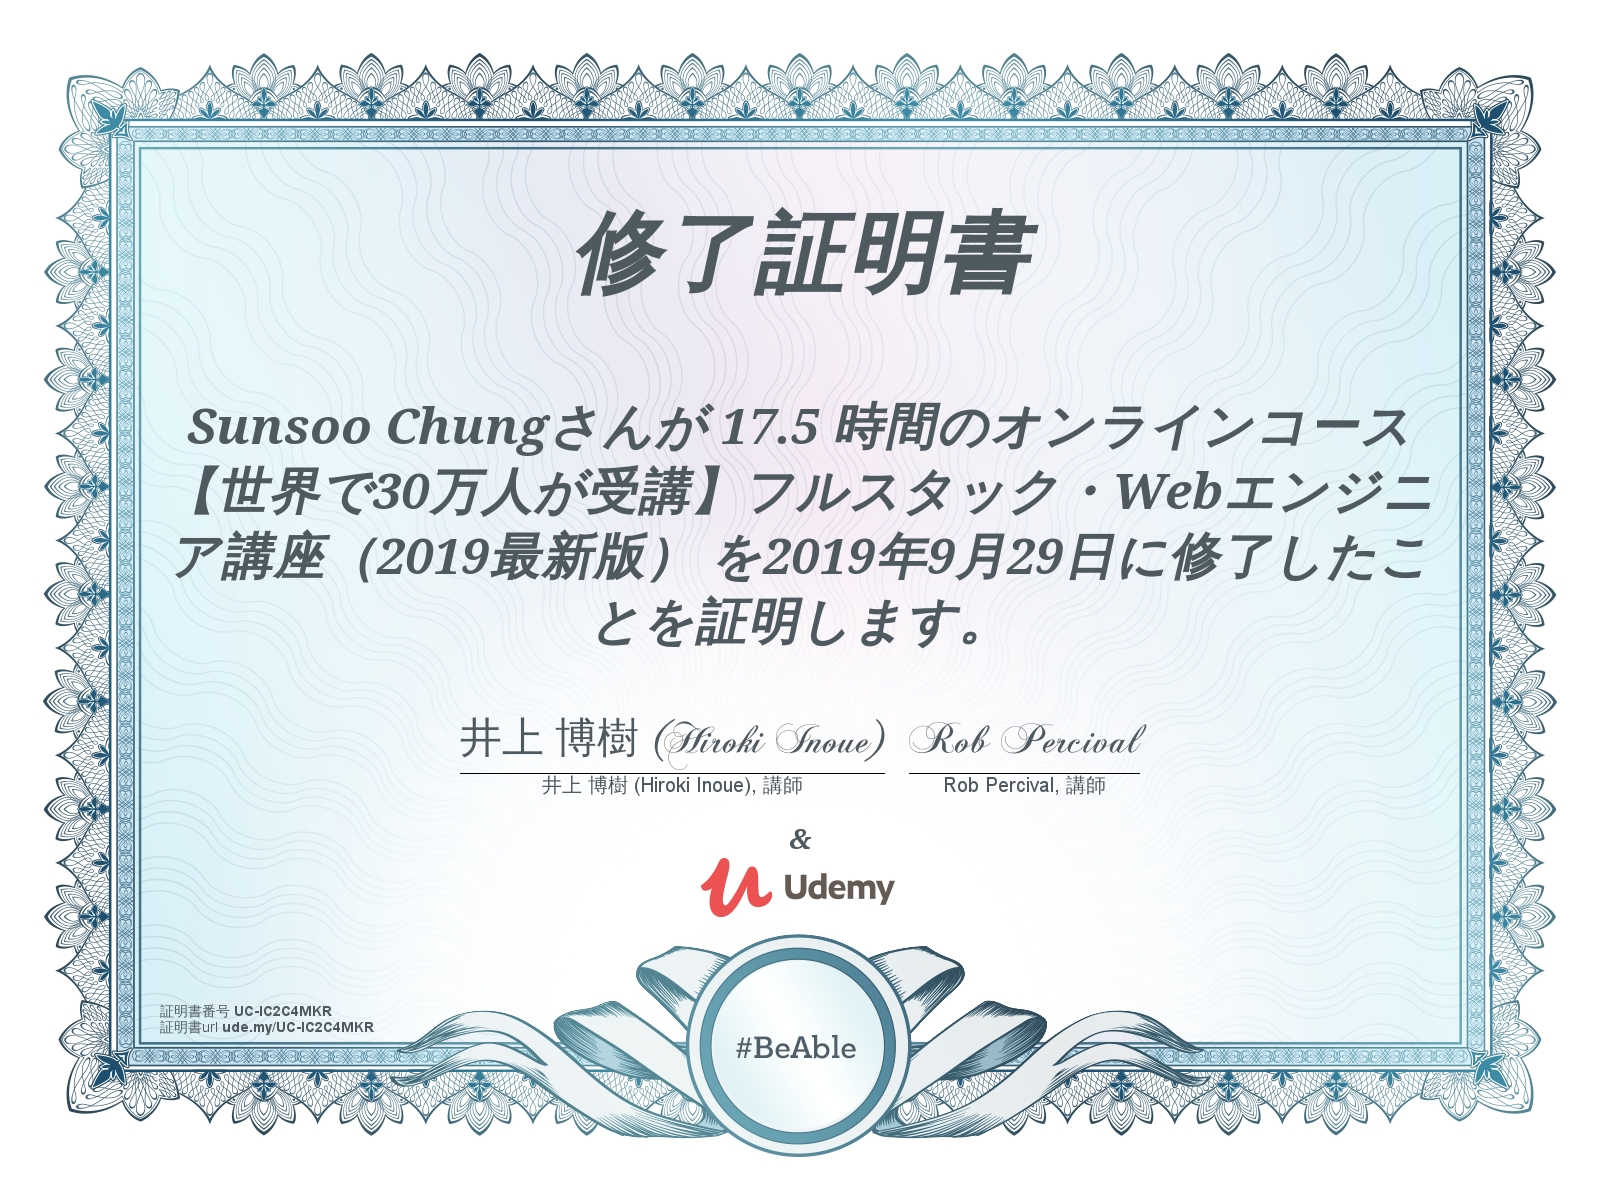 修了証明書
Sunsoo Chungさんが 17.5 時間のオンラインコース
【世界で30万人が受講】フルスタック・Webエンジニ
ア講座（2019最新版） を2019年9月29日に修了したこ
とを証明します。
井上 博樹 (Hiroki Inoue) Rob Percival
井上 博樹 (Hiroki Inoue), 講師 Rob Percival, 講師
&
Udemy
証明書番号 UC-IC2C4MKR
証明書url ude.my/UC-IC2C4MKR
#BeAble